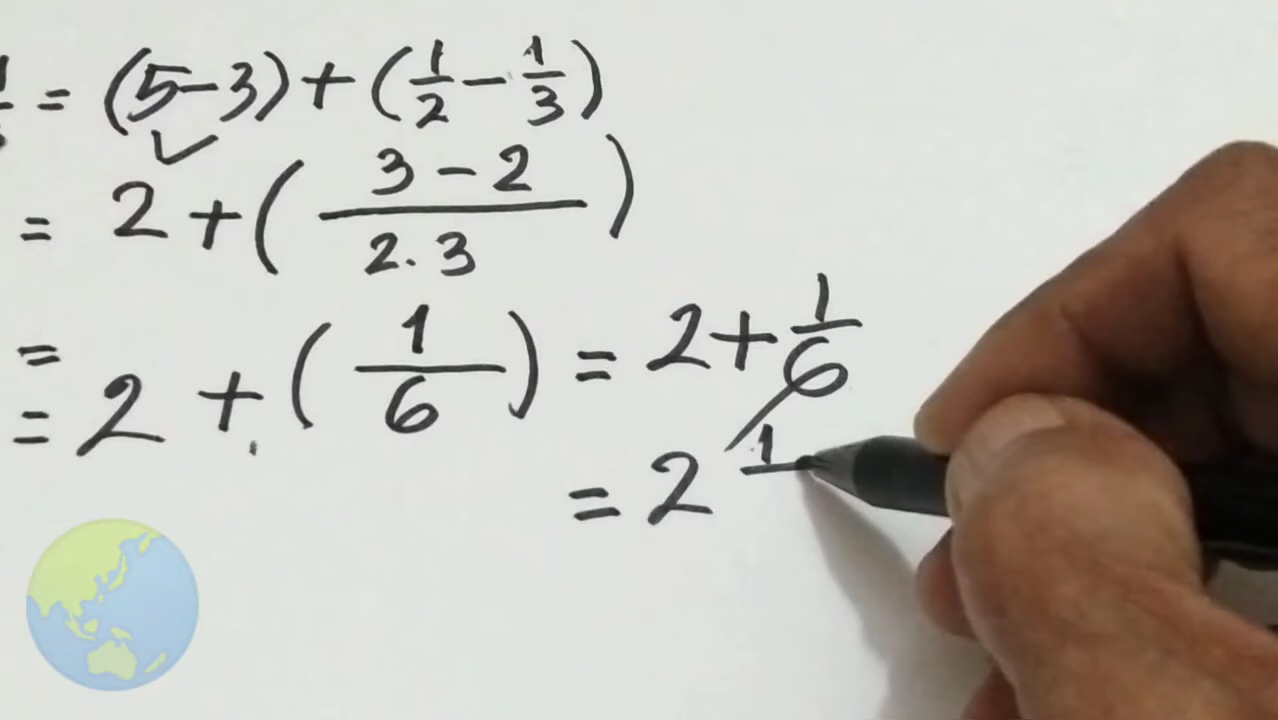 = (5-3) + (1/2 - 1/3)
= 2 + ( 3 - 2 / 2. 3 )
=
= 2 + ( 1/6 ) = 2 + 1/6
= 2 1